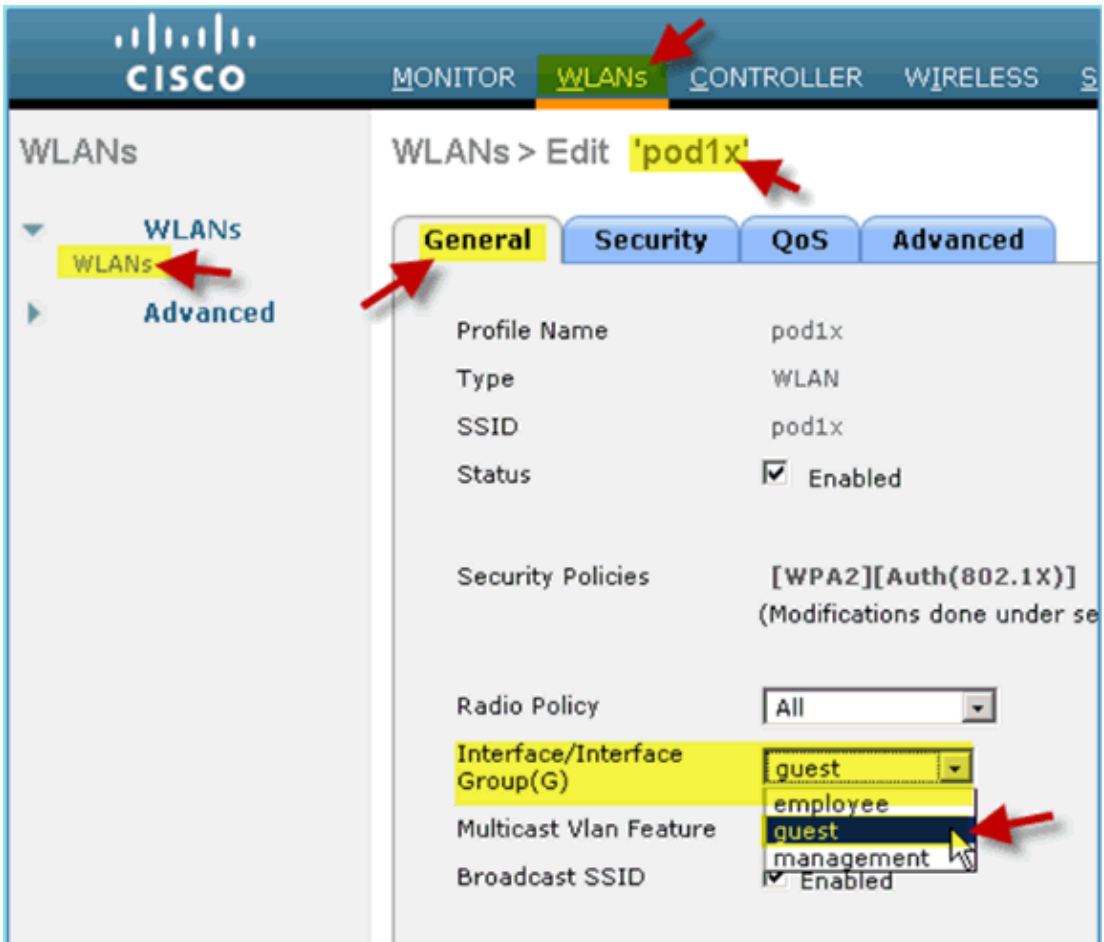 CISCO
MONITOR WLANs CONTROLLER WIRELESS S
WLANs
WLANs
WLANs
Advanced
WLANs > Edit 'pod1x'
General Security QoS Advanced
Profile Name pod1x
Type WLAN
SSID pod1x
Status Enabled
Security Policies [WPA2][Auth(802.1X)]
(Modifications done under se
Radio Policy All
Interface/Interface
Group(G) guest
employee
Multicast Vlan Feature guest
management
Broadcast SSID Enabled